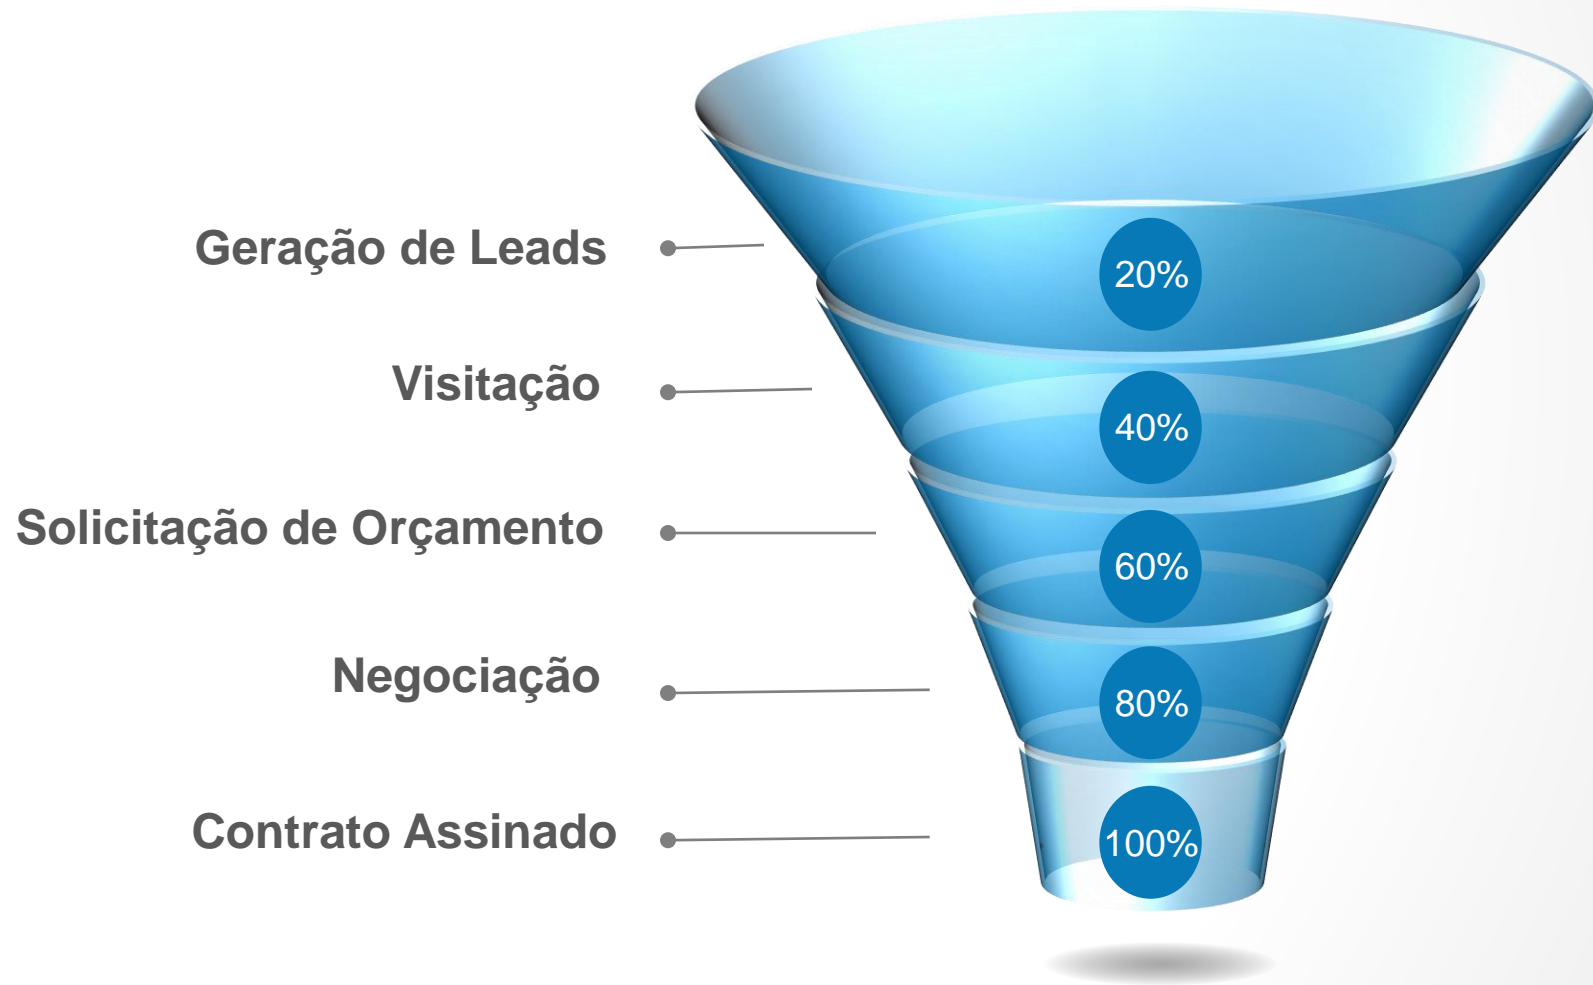 Geração de Leads
20%
Visitação
40%
Solicitação de Orçamento
60%
Negociação
80%
Contrato Assinado
100%